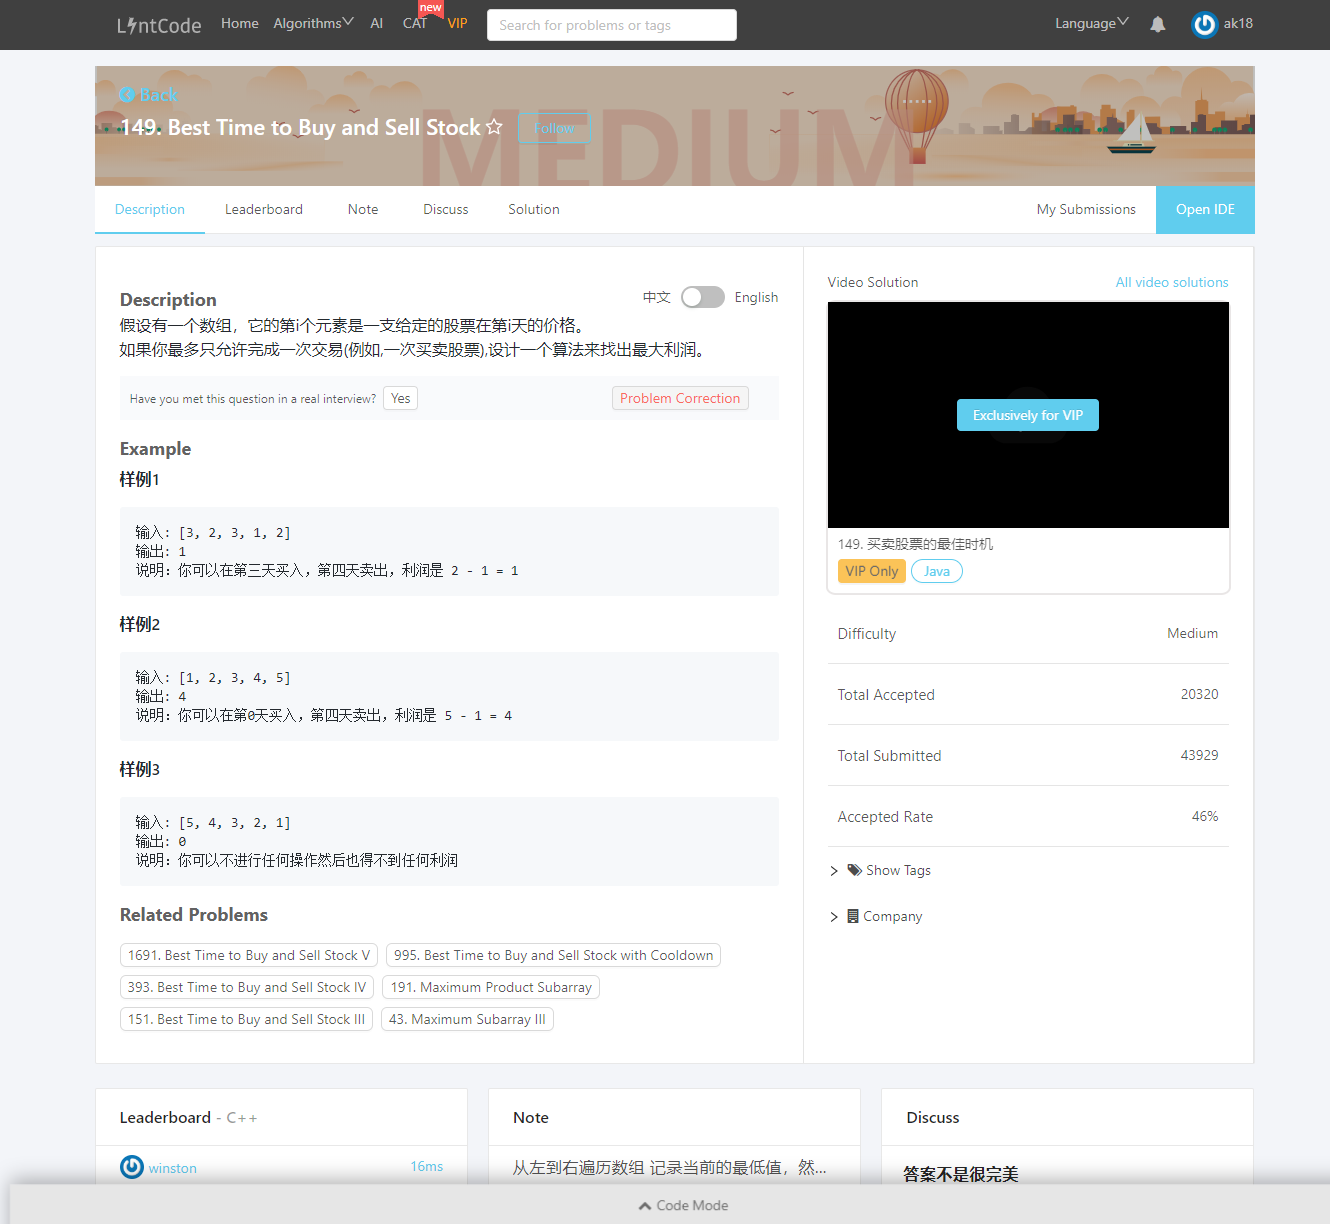 LintCode Home Algorithms AI CAT new VIP Search for problems or tags Language ak18
Back
149. Best Time to Buy and Sell Stock Follow
MEDIUM
Description Leaderboard Note Discuss Solution My Submissions Open IDE
Description 中文 English
假设有一个数组，它的第i个元素是一支给定的股票在第i天的价格。
如果你最多只允许完成一次交易(例如,一次买卖股票),设计一个算法来找出最大利润。
Have you met this question in a real interview? Yes Problem Correction
Example
样例1
输入: [3, 2, 3, 1, 2]
输出: 1
说明：你可以在第三天买入，第四天卖出，利润是 2 - 1 = 1
样例2
输入: [1, 2, 3, 4, 5]
输出: 4
说明：你可以在第0天买入，第四天卖出，利润是 5 - 1 = 4
样例3
输入: [5, 4, 3, 2, 1]
输出: 0
说明：你可以不进行任何操作然后也得不到任何利润
Related Problems
1691. Best Time to Buy and Sell Stock V 995. Best Time to Buy and Sell Stock with Cooldown
393. Best Time to Buy and Sell Stock IV 191. Maximum Product Subarray
151. Best Time to Buy and Sell Stock III 43. Maximum Subarray III
Video Solution All video solutions
Exclusively for VIP
149. 买卖股票的最佳时机
VIP Only Java
Difficulty Medium
Total Accepted 20320
Total Submitted 43929
Accepted Rate 46%
Show Tags
Company
Leaderboard - C++
winston 16ms
Note
从左到右遍历数组 记录当前的最低值，然...
Discuss
答案不是很完美
Code Mode